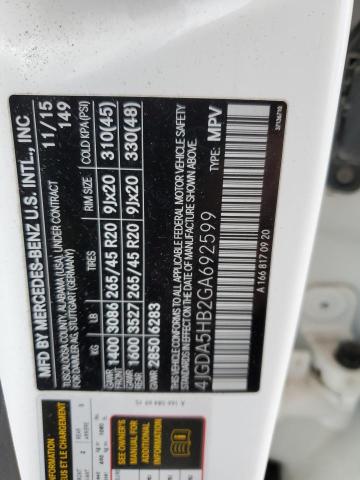 MFG BY MERCEDES-BENZ U.S. INTL., INC 11/15
TUSCALOOSA COUNTY, ALABAMA (USA) UNDER CONTRACT 149
FOR DAIMLER AG, STUTTGART (GERMANY)
KG LB TIRES RIM SIZE COLD KPA (PSI)
GAWR FRT 1400 3086 265/45 R20 9Jx20 310(45)
GAWR RER 1600 3527 265/45 R20 9Jx20 330(48)
GVWR 2850 6283
THIS VEHICLE CONFORMS TO ALL APPLICABLE FEDERAL MOTOR VEHICLE SAFETY
STANDARDS IN EFFECT ON THE DATE OF MANUFACTURE SHOWN ABOVE.
4JGDA5HB2GA692599 TYPE: MPV
A 166 817 09 20
SEE OWNER'S
MANUAL FOR
ADDITIONAL
INFORMATION